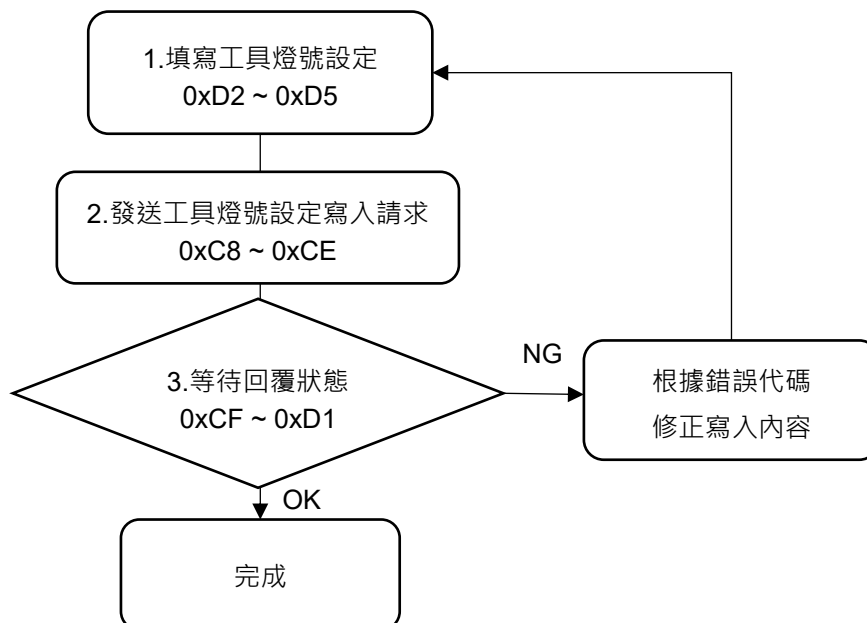 1.填寫工具燈號設定
0xD2 ~ 0xD5
2.發送工具燈號設定寫入請求
0xC8 ~ 0xCE
3.等待回覆狀態
0xCF ~ 0xD1
NG
根據錯誤代碼
修正寫入內容
OK
完成